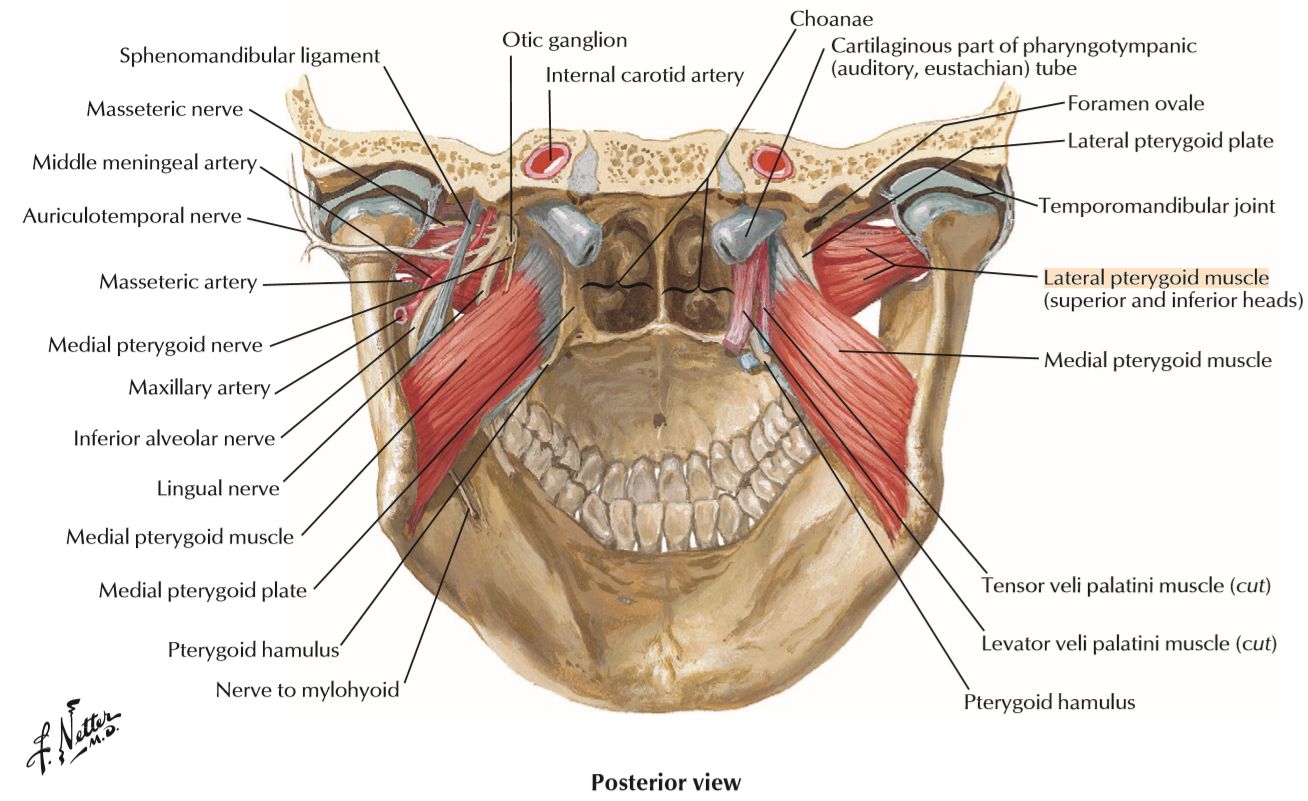 Choanae
Otic ganglion
Cartilaginous part of pharyngotympanic
(auditory, eustachian) tube
Sphenomandibular ligament
Internal carotid artery
Masseteric nerve
Foramen ovale
Lateral pterygoid plate
Middle meningeal artery
Auriculotemporal nerve
Temporomandibular joint
Masseteric artery
Lateral pterygoid muscle
(superior and inferior heads)
Medial pterygoid nerve
Medial pterygoid muscle
Maxillary artery
Inferior alveolar nerve
Lingual nerve
Medial pterygoid muscle
Medial pterygoid plate
Tensor veli palatini muscle (cut)
Pterygoid hamulus
Levator veli palatini muscle (cut)
Nerve to mylohyoid
Pterygoid hamulus
F. Netter
M.D.
Posterior view